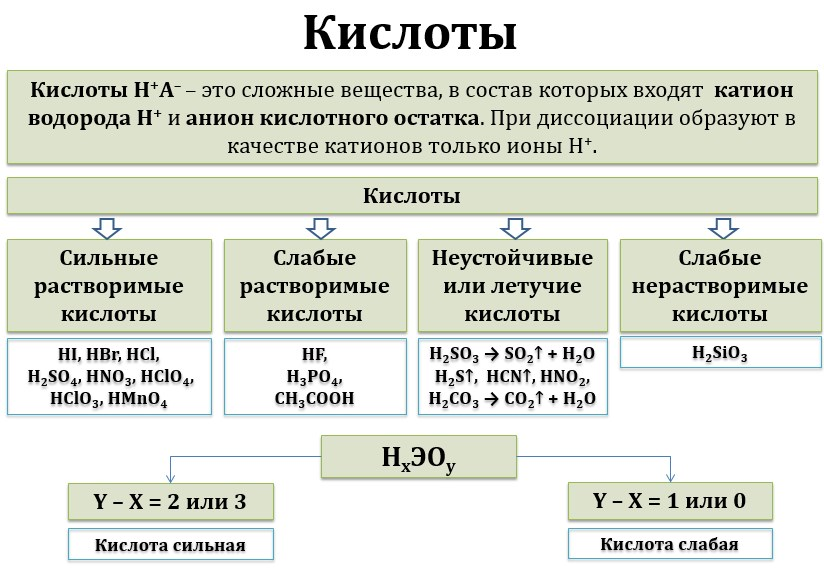 Кислоты
Кислоты H⁺A⁻ – это сложные вещества, в состав которых входят катион
водорода H⁺ и анион кислотного остатка. При диссоциации образуют в
качестве катионов только ионы H⁺.
Кислоты
Сильные
растворимые
кислоты
HI, HBr, HCl,
H₂SO₄, HNO₃, HClO₄,
HClO₃, HMnO₄
Слабые
растворимые
кислоты
HF,
H₃PO₄,
CH₃COOH
Неустойчивые
или летучие
кислоты
H₂SO₃ → SO₂↑ + H₂O
H₂S↑, HCN↑, HNO₂,
H₂CO₃ → CO₂↑ + H₂O
Слабые
нерастворимые
кислоты
H₂SiO₃
HₓЭOᵧ
Y – X = 2 или 3
Кислота сильная
Y – X = 1 или 0
Кислота слабая